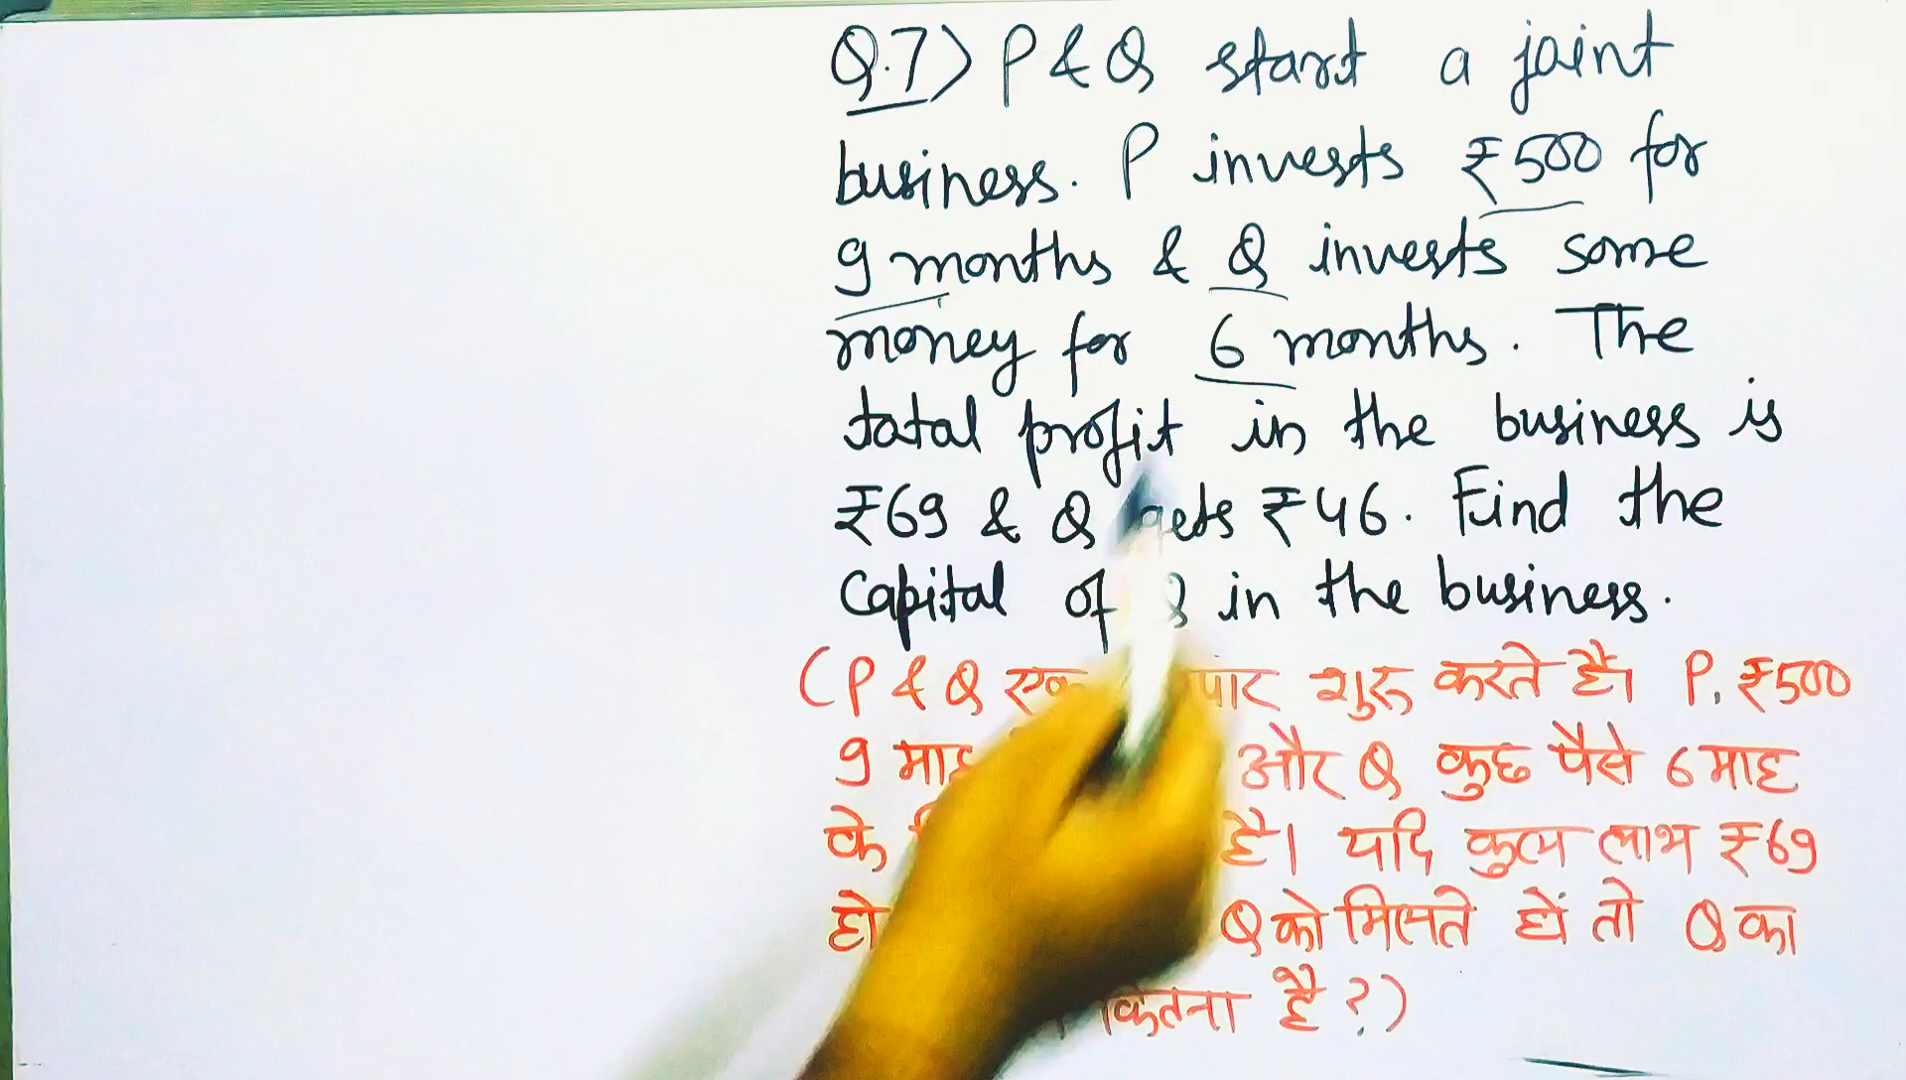 Q.7) P & Q start a joint
business. P invests ₹500 for
9 months & Q invests some
money for 6 months. The
total profit in the business is
₹69 & Q gets ₹46. Find the
Capital of Q in the business.
(P & Q शुरू करते हैं। P, ₹500
9 और Q कुछ पैसे 6 माह
के है। यदि कुल लाभ ₹69
हो Q को मिलते हों तो Q का
कितना है?)